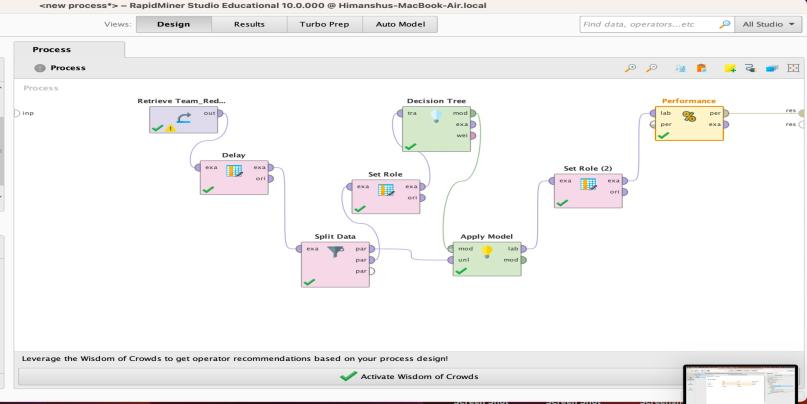 <new process*> – RapidMiner Studio Educational 10.0.000 @ Himanshus-MacBook-Air.local
Views: Design Results Turbo Prep Auto Model Find data, operators...etc All Studio
Process
Process
Process
inp
Retrieve Team_Red...
out
Delay
exa exa
ori
Split Data
exa par
par
par
Set Role
exa exa
ori
Decision Tree
tra mod
exa
wei
Apply Model
mod lab
unl mod
Set Role (2)
exa exa
ori
Performance
lab per
per exa
res
res
Leverage the Wisdom of Crowds to get operator recommendations based on your process design!
Activate Wisdom of Crowds